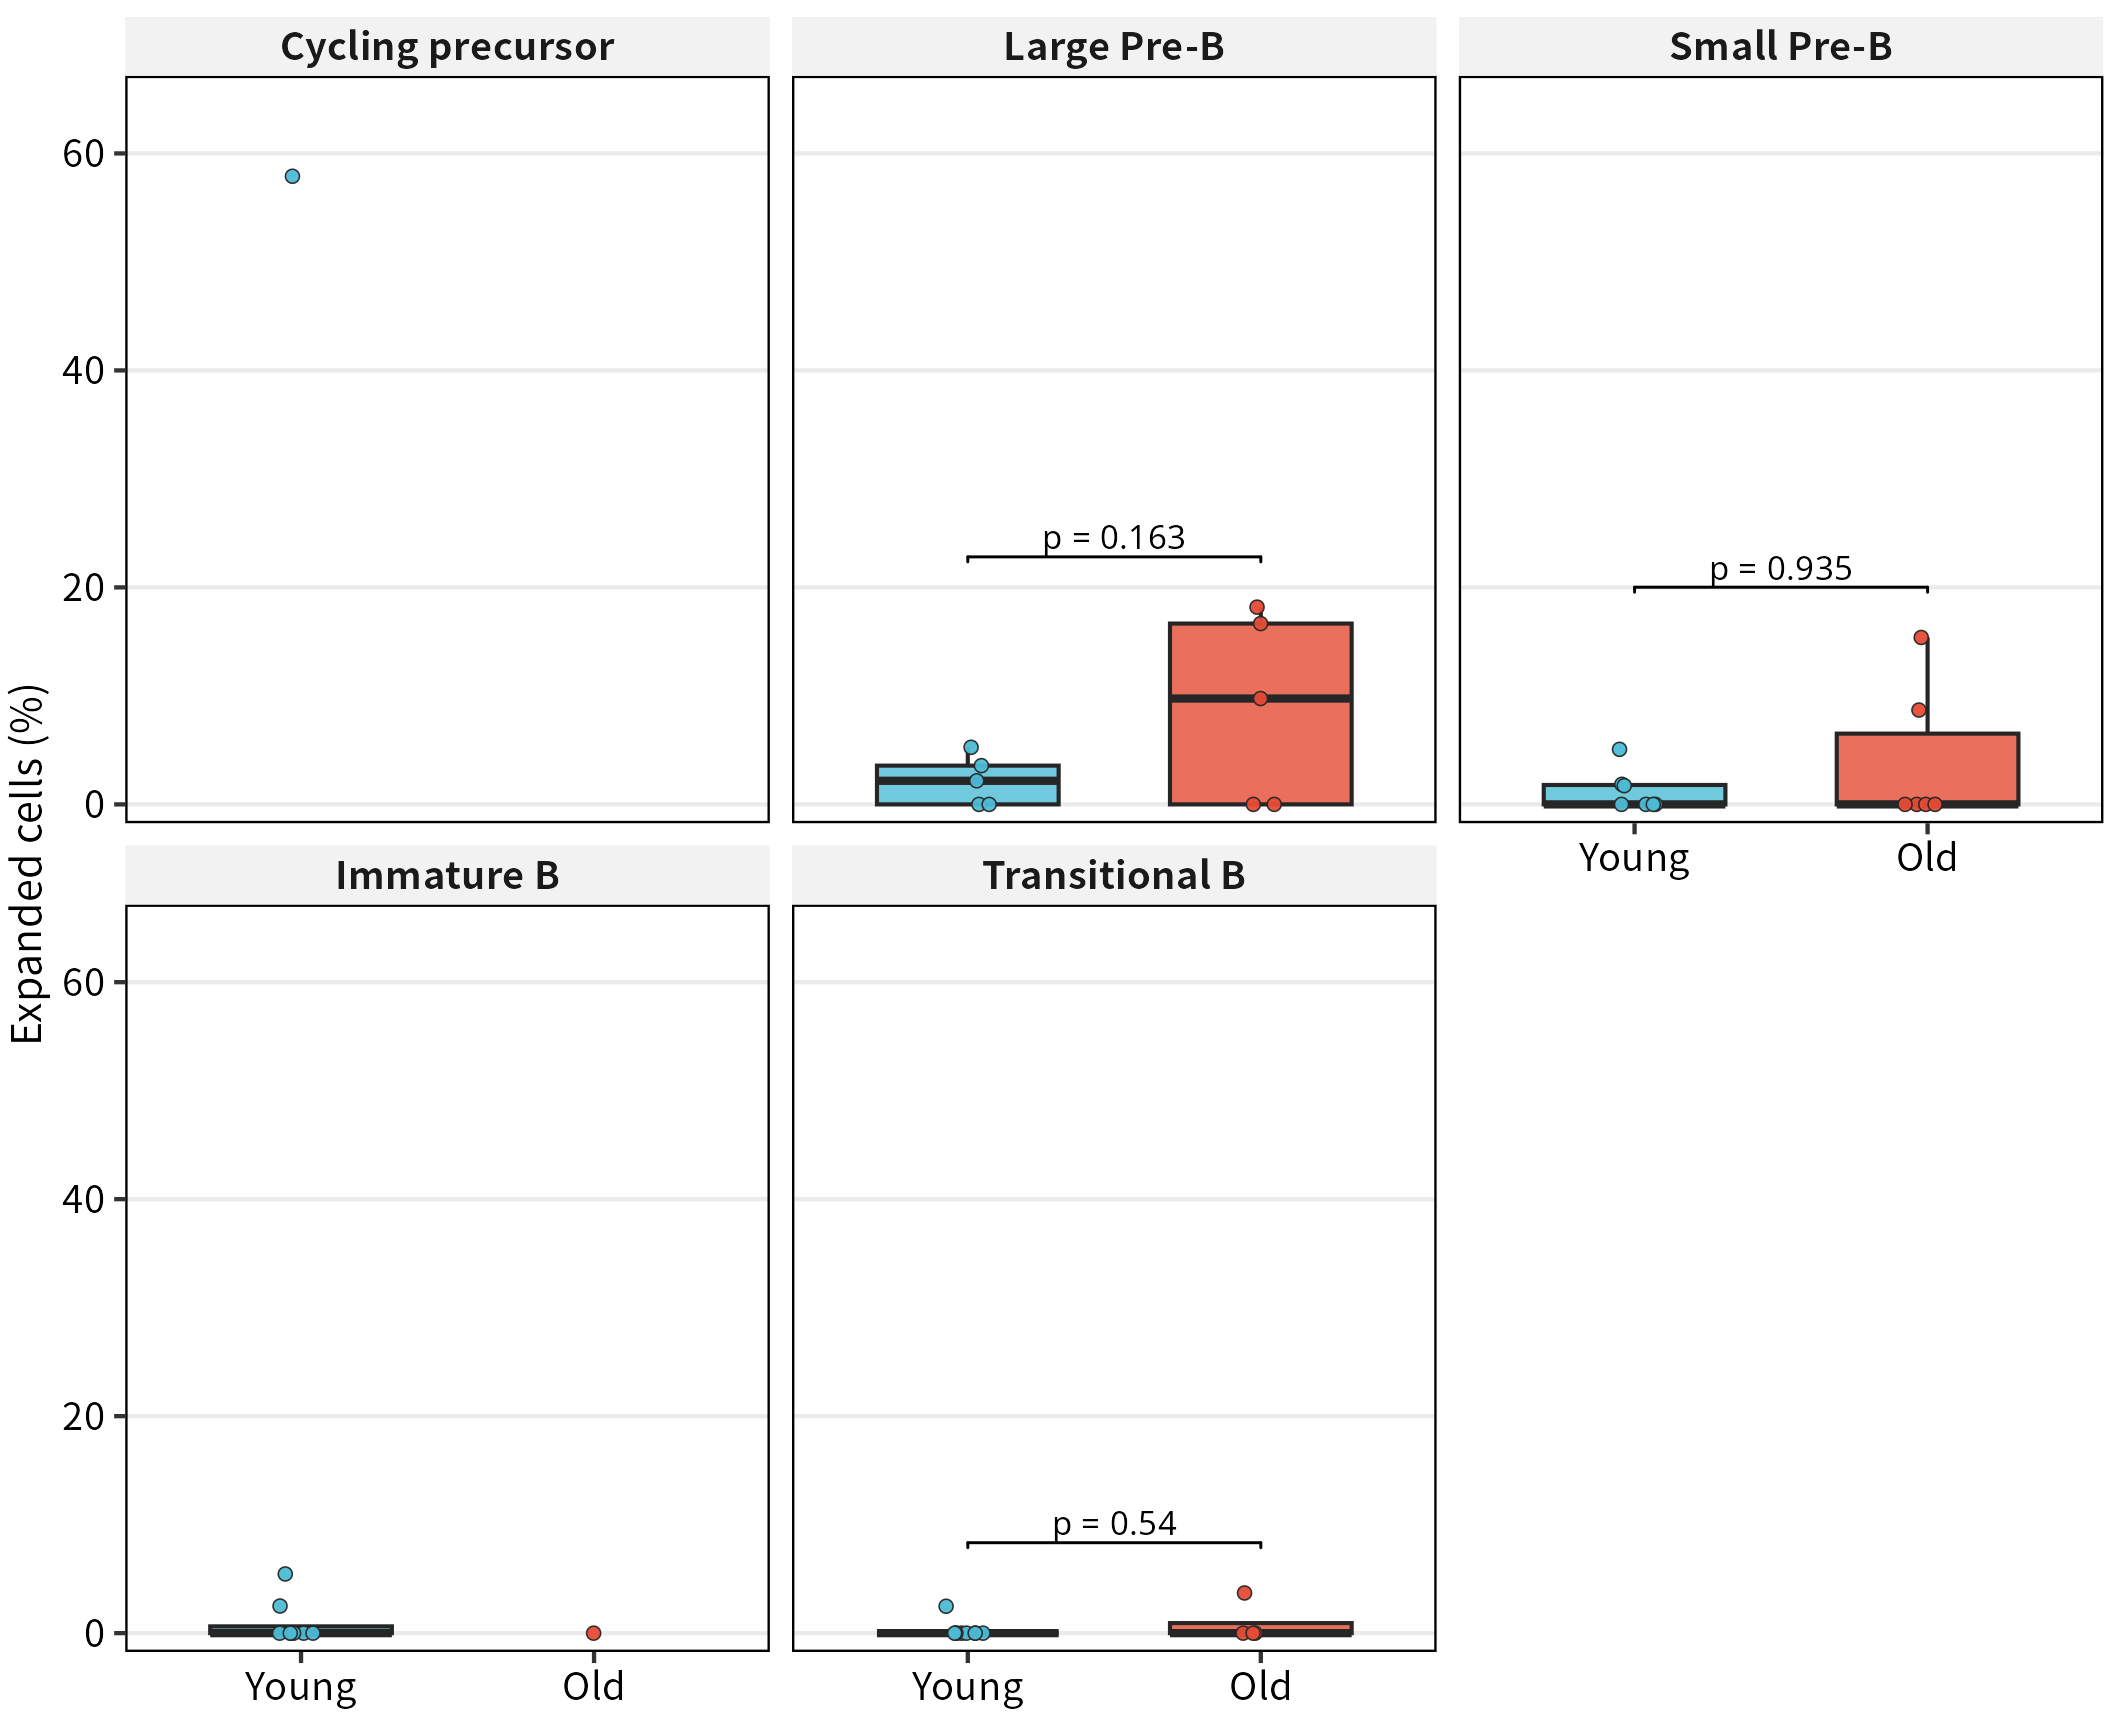 Cycling precursor
Large Pre-B
Small Pre-B
60
40
20
0
p = 0.163
p = 0.935
Young
Old
Expanded cells (%)
Immature B
Transitional B
60
40
20
0
p = 0.54
Young
Old
Young
Old